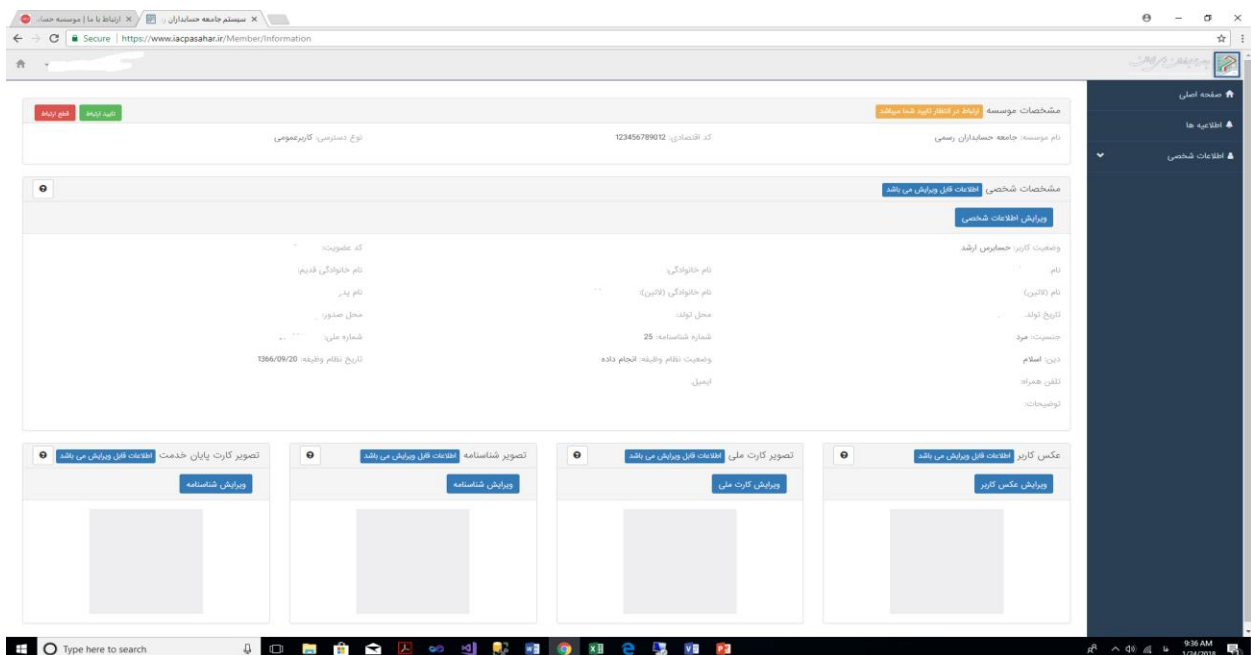 سیستم جامعه حسابداران ر
ارتباط با ما | موسسه حساب
Secure | https://www.iacpasahar.ir/Member/Information
صفحه اصلی
اطلاعیه ها
اطلاعات شخصی
مشخصات موسسه ارتباط در انتظار تایید شما میباشد
تایید ارتباط قطع ارتباط
نام موسسه: جامعه حسابداران رسمی کد اقتصادی: 123456789012 نوع دسترسی: کاربرعمومی
مشخصات شخصی اطلاعات قابل ویرایش می باشد
ویرایش اطلاعات شخصی
وضعیت کاربر: حسابرس ارشد کد عضویت:
نام: نام خانوادگی: نام خانوادگی قدیم:
نام (لاتین): نام خانوادگی (لاتین): نام پدر:
تاریخ تولد: محل تولد: محل صدور:
جنسیت: مرد شماره شناسنامه: 25 شماره ملی:
دین: اسلام وضعیت نظام وظیفه: انجام داده تاریخ نظام وظیفه: 1366/09/20
تلفن همراه: ایمیل:
توضیحات:
عکس کاربر اطلاعات قابل ویرایش می باشد
ویرایش عکس کاربر
تصویر کارت ملی اطلاعات قابل ویرایش می باشد
ویرایش کارت ملی
تصویر شناسنامه اطلاعات قابل ویرایش می باشد
ویرایش شناسنامه
تصویر کارت پایان خدمت اطلاعات قابل ویرایش می باشد
ویرایش شناسنامه
Type here to search
9:36 AM
1/24/2018